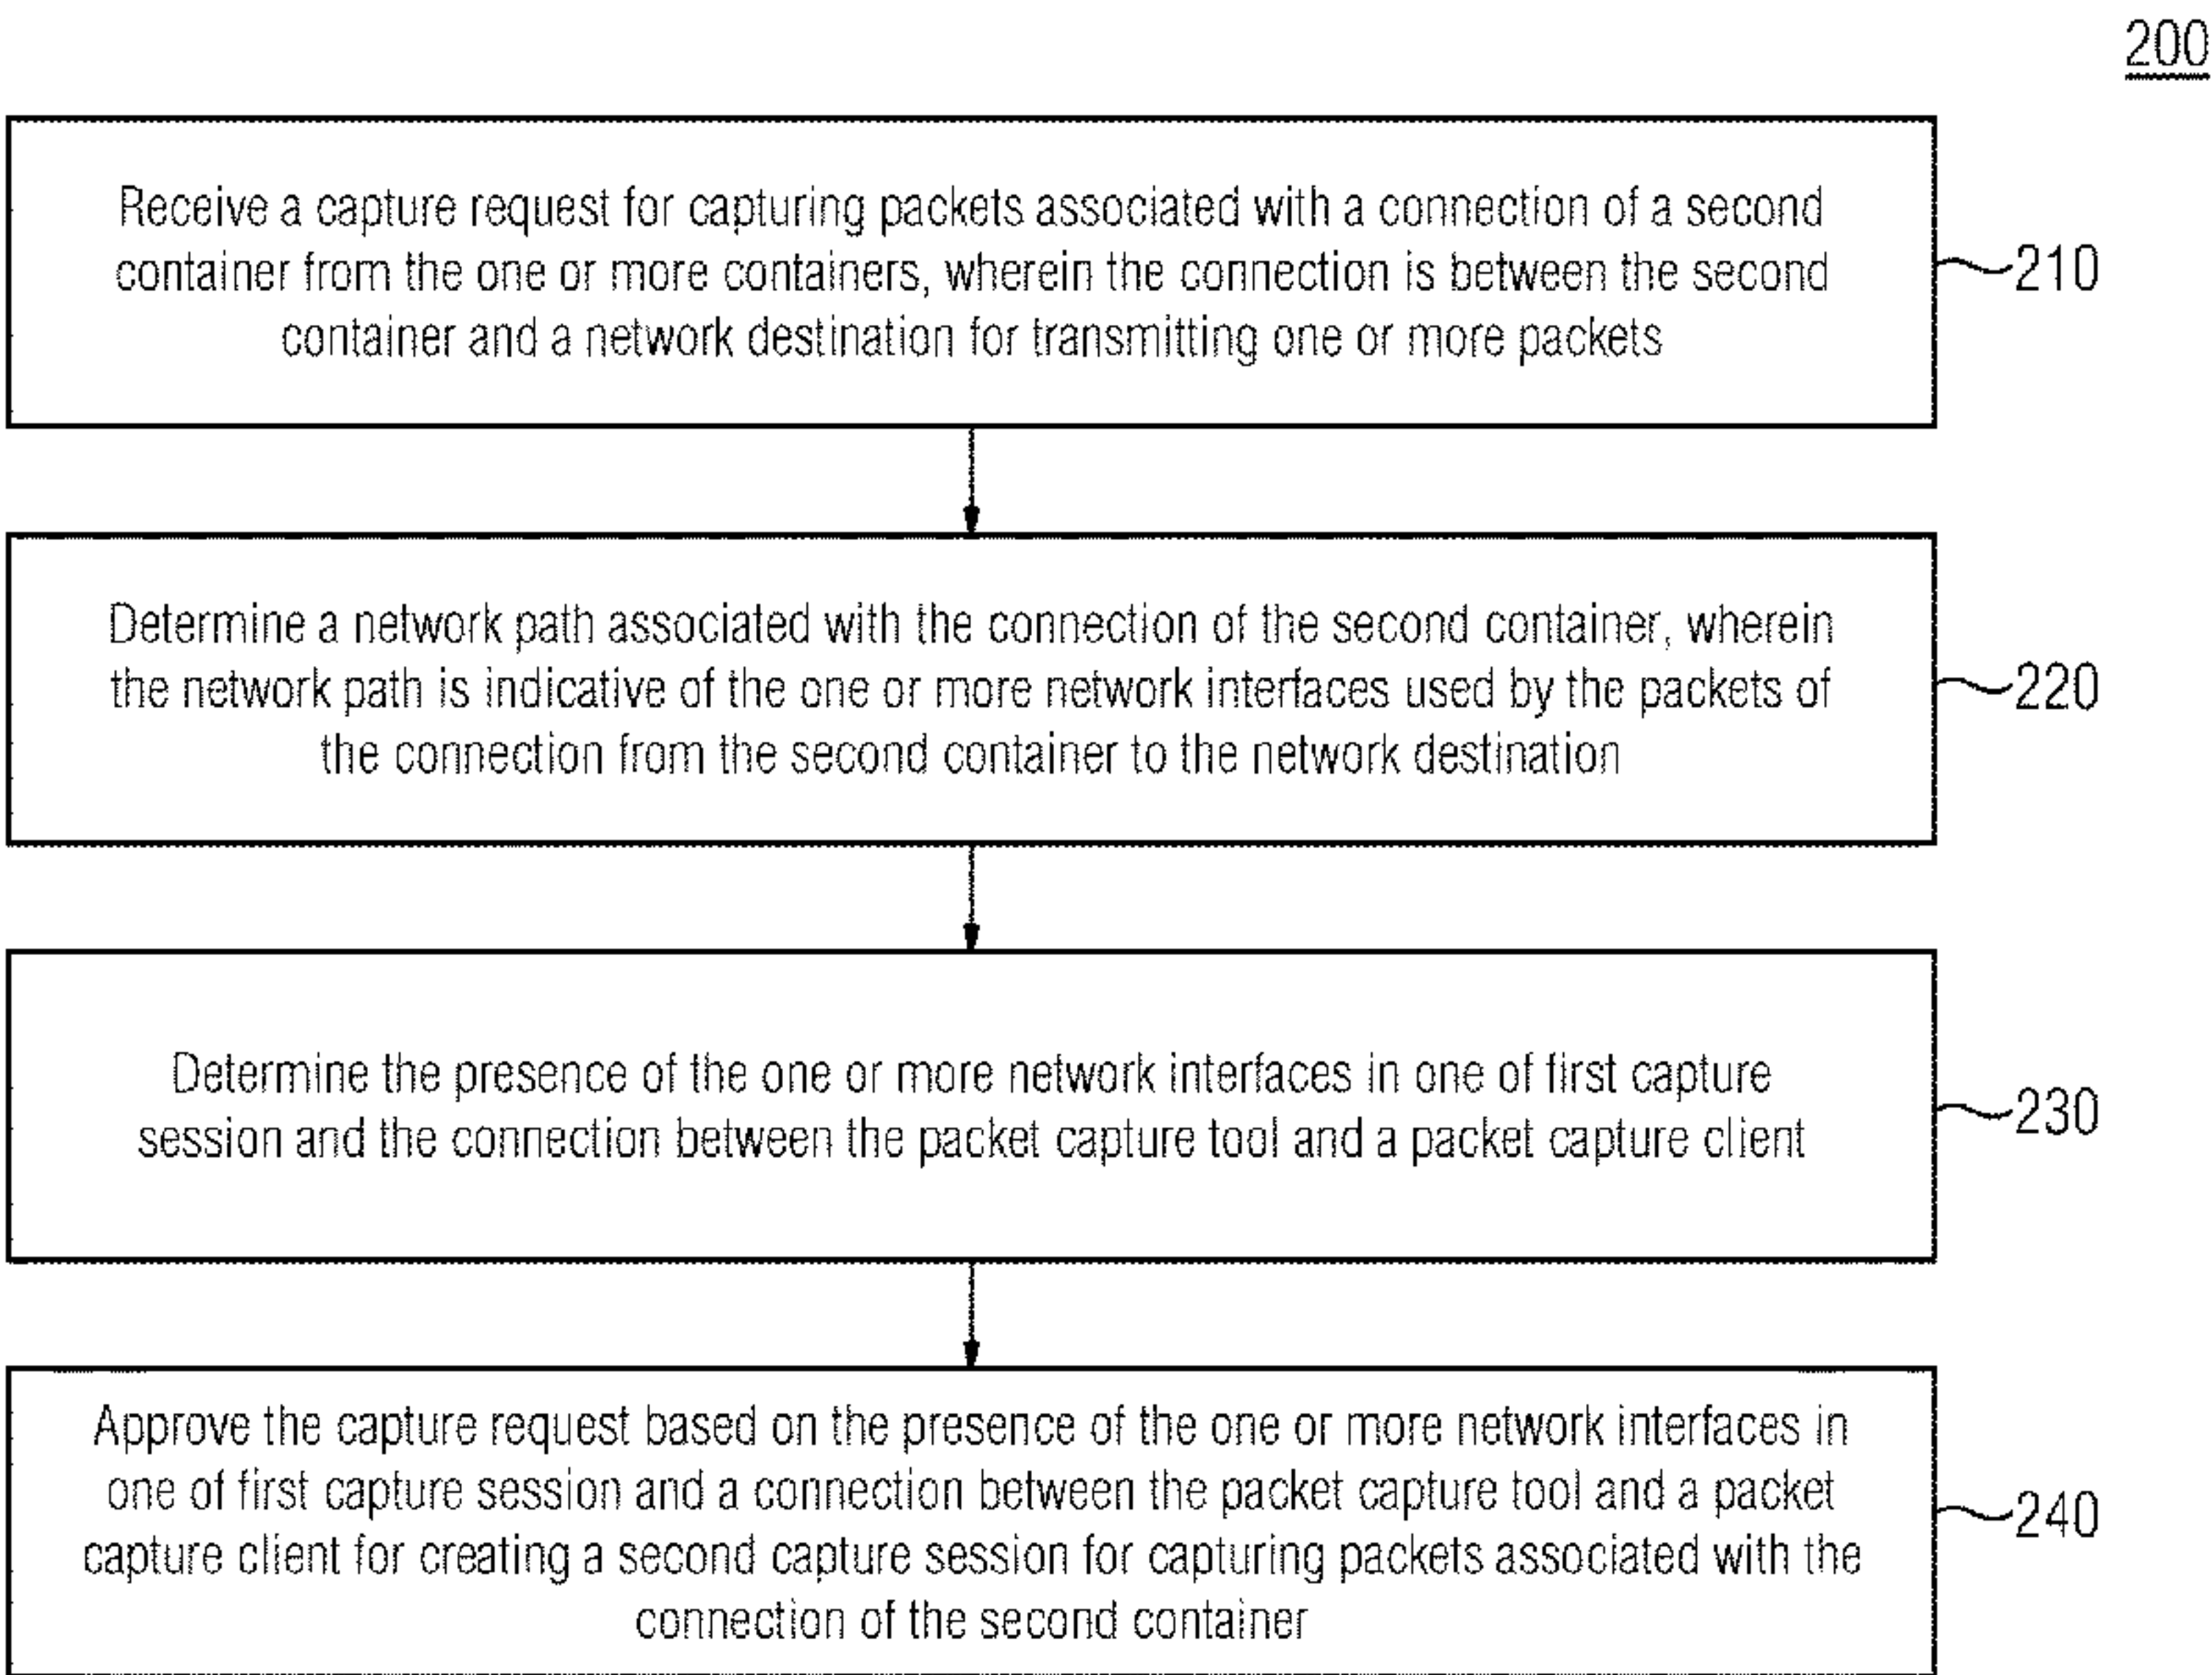 200
Receive a capture request for capturing packets associated with a connection of a second
container from the one or more containers, wherein the connection is between the second
container and a network destination for transmitting one or more packets
210
Determine a network path associated with the connection of the second container, wherein
the network path is indicative of the one or more network interfaces used by the packets of
the connection from the second container to the network destination
220
Determine the presence of the one or more network interfaces in one of first capture
session and the connection between the packet capture tool and a packet capture client
230
Approve the capture request based on the presence of the one or more network interfaces in
one of first capture session and a connection between the packet capture tool and a packet
capture client for creating a second capture session for capturing packets associated with the
connection of the second container
240